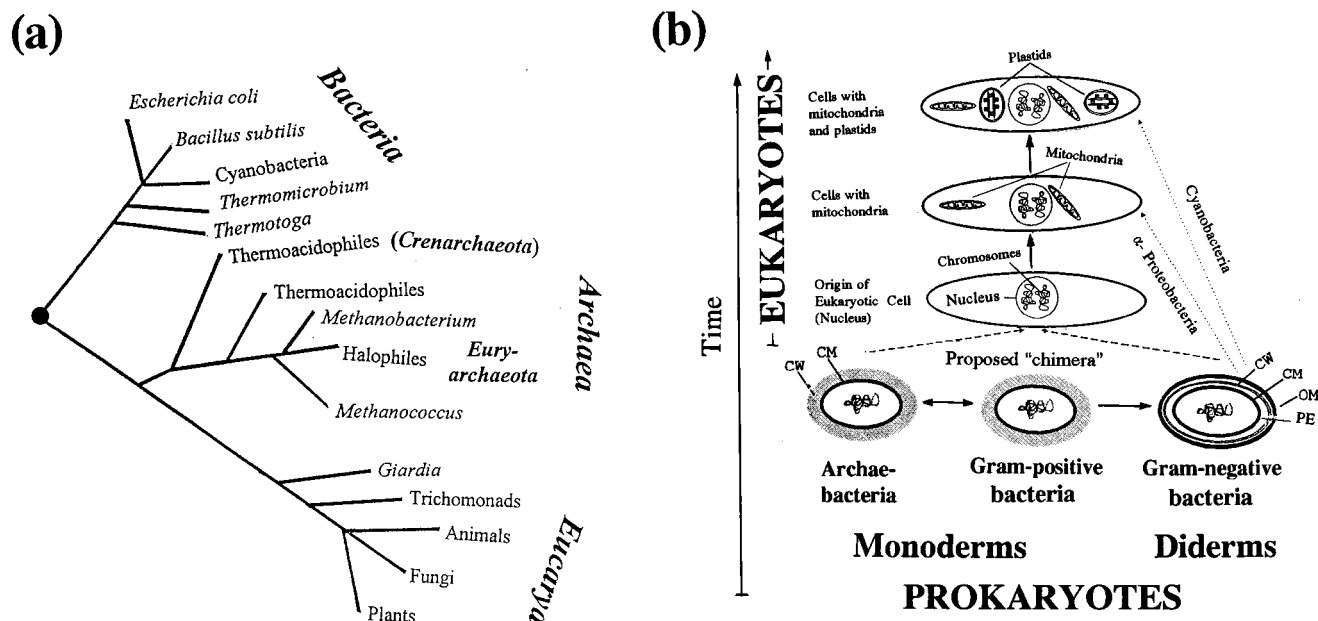 (a)
Bacteria
Escherichia coli
Bacillus subtilis
Cyanobacteria
Thermomicrobium
Thermotoga
Thermoacidophiles (Crenarchaeota)
Archaea
Thermoacidophiles
Methanobacterium
Halophiles
Eury-
archaeota
Methanococcus
Giardia
Trichomonads
Animals
Fungi
Plants
Eucarya
(b)
Time
EUKARYOTES
Plastids
Cells with
mitochondria
and plastids
Mitochondria
Cells with
mitochondria
Chromosomes
Origin of
Eukaryotic Cell
(Nucleus)
Nucleus
Cyanobacteria
α- Proteobacteria
Proposed “chimera”
CW
CM
CW
CM
OM
PE
Archae-
bacteria
Gram-positive
bacteria
Gram-negative
bacteria
Monoderms
Diderms
PROKARYOTES